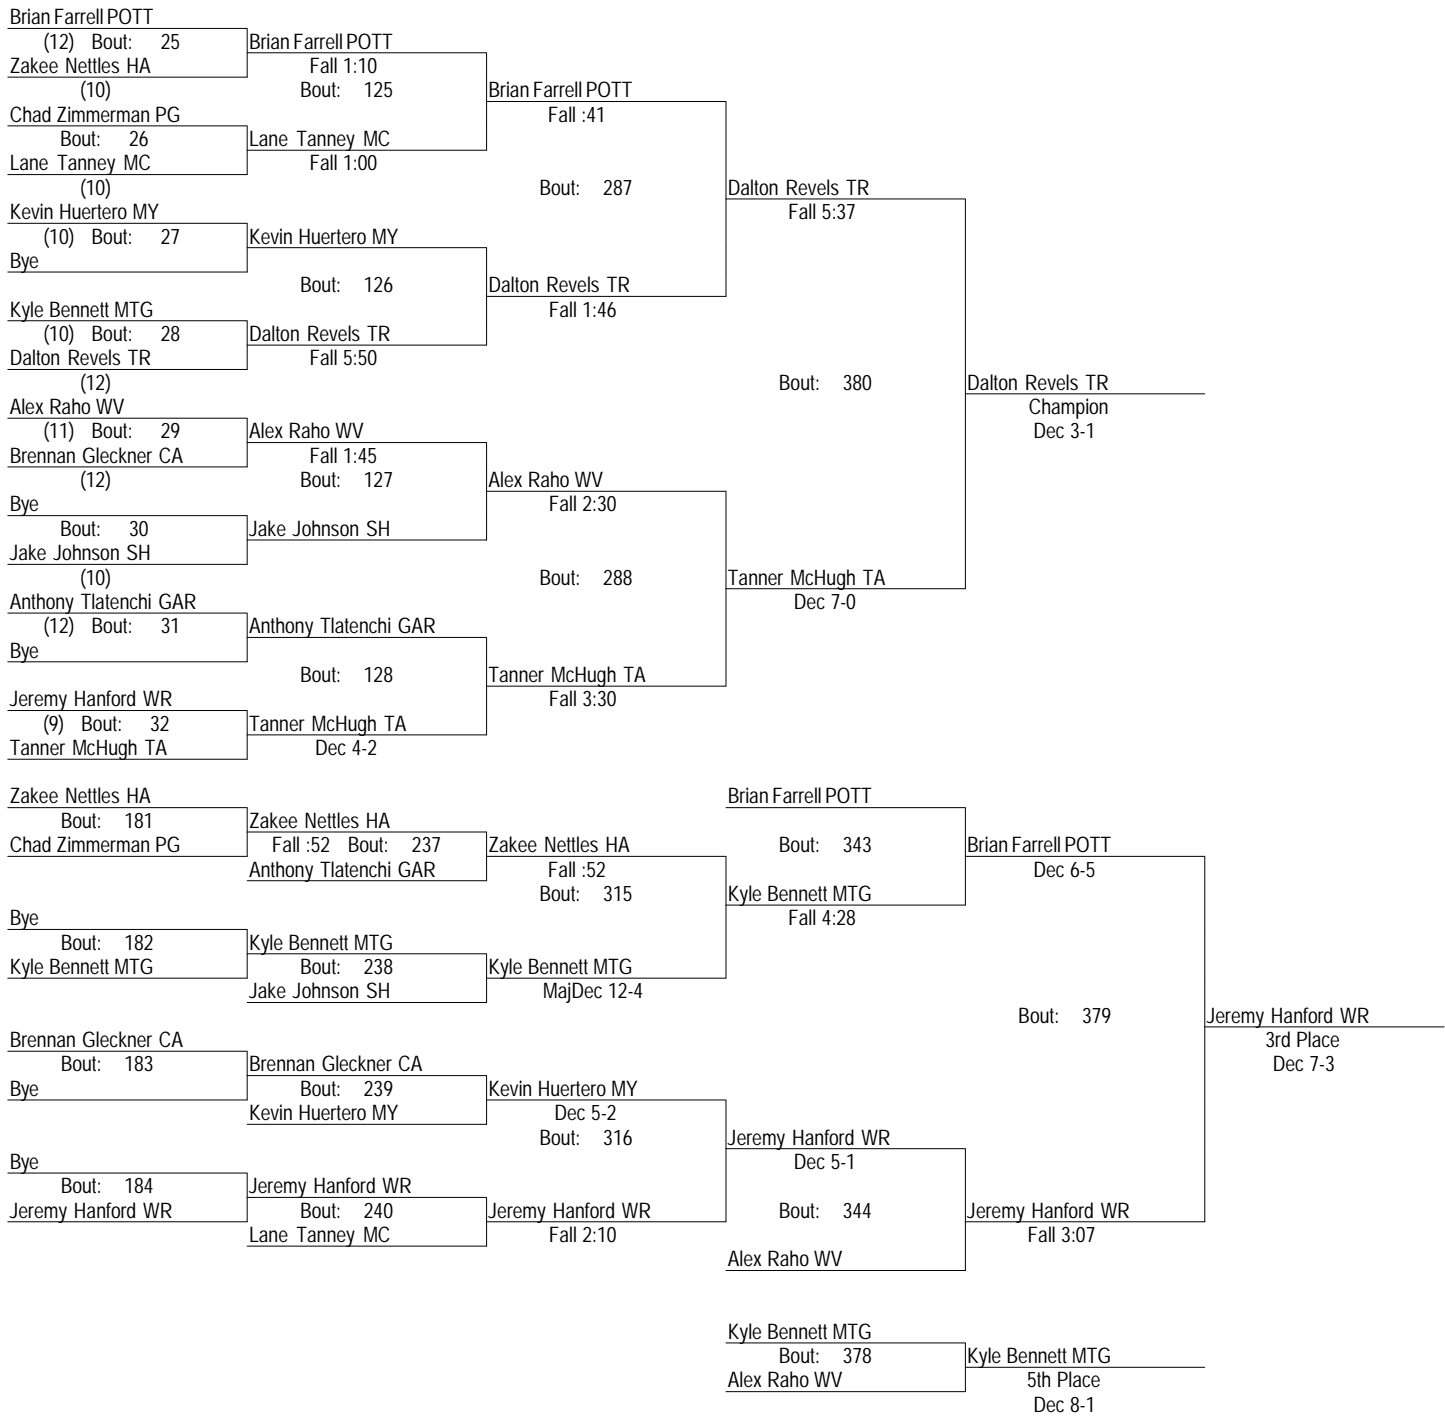 Brian Farrell POTT
(12) Bout: 25 Brian Farrell POTT
Zakee Nettles HA Fall 1:10
(10) Bout: 125 Brian Farrell POTT
Chad Zimmerman PG Fall :41
Bout: 26 Lane Tanney MC
Lane Tanney MC Fall 1:00
(10) Bout: 287 Dalton Revels TR
Kevin Huertero MY Fall 5:37
(10) Bout: 27 Kevin Huertero MY
Bye
Bout: 126 Dalton Revels TR
Kyle Bennett MTG Fall 1:46
(10) Bout: 28 Dalton Revels TR
Dalton Revels TR Fall 5:50
(12) Bout: 380 Dalton Revels TR
Alex Raho WV Champion
(11) Bout: 29 Alex Raho WV Dec 3-1
Brennan Gleckner CA Fall 1:45
(12) Bout: 127 Alex Raho WV
Bye Fall 2:30
Bout: 30 Jake Johnson SH
Jake Johnson SH
(10) Bout: 288 Tanner McHugh TA
Anthony Tlatenchi GAR Dec 7-0
(12) Bout: 31 Anthony Tlatenchi GAR
Bye
Bout: 128 Tanner McHugh TA
Jeremy Hanford WR Fall 3:30
(9) Bout: 32 Tanner McHugh TA
Tanner McHugh TA Dec 4-2
Zakee Nettles HA Brian Farrell POTT
Bout: 181 Zakee Nettles HA
Chad Zimmerman PG Fall :52 Bout: 237 Zakee Nettles HA Bout: 343 Brian Farrell POTT
Anthony Tlatenchi GAR Fall :52 Dec 6-5
Bout: 315 Kyle Bennett MTG
Bye Fall 4:28
Bout: 182 Kyle Bennett MTG
Kyle Bennett MTG Bout: 238 Kyle Bennett MTG
Jake Johnson SH MajDec 12-4
Bout: 379 Jeremy Hanford WR
Brennan Gleckner CA 3rd Place
Bout: 183 Brennan Gleckner CA Dec 7-3
Bye Bout: 239 Kevin Huertero MY
Kevin Huertero MY Dec 5-2
Bout: 316 Jeremy Hanford WR
Bye Dec 5-1
Bout: 184 Jeremy Hanford WR
Jeremy Hanford WR Bout: 240 Jeremy Hanford WR Bout: 344 Jeremy Hanford WR
Lane Tanney MC Fall 2:10 Fall 3:07
Alex Raho WV
Kyle Bennett MTG
Bout: 378 Kyle Bennett MTG
Alex Raho WV 5th Place
Dec 8-1